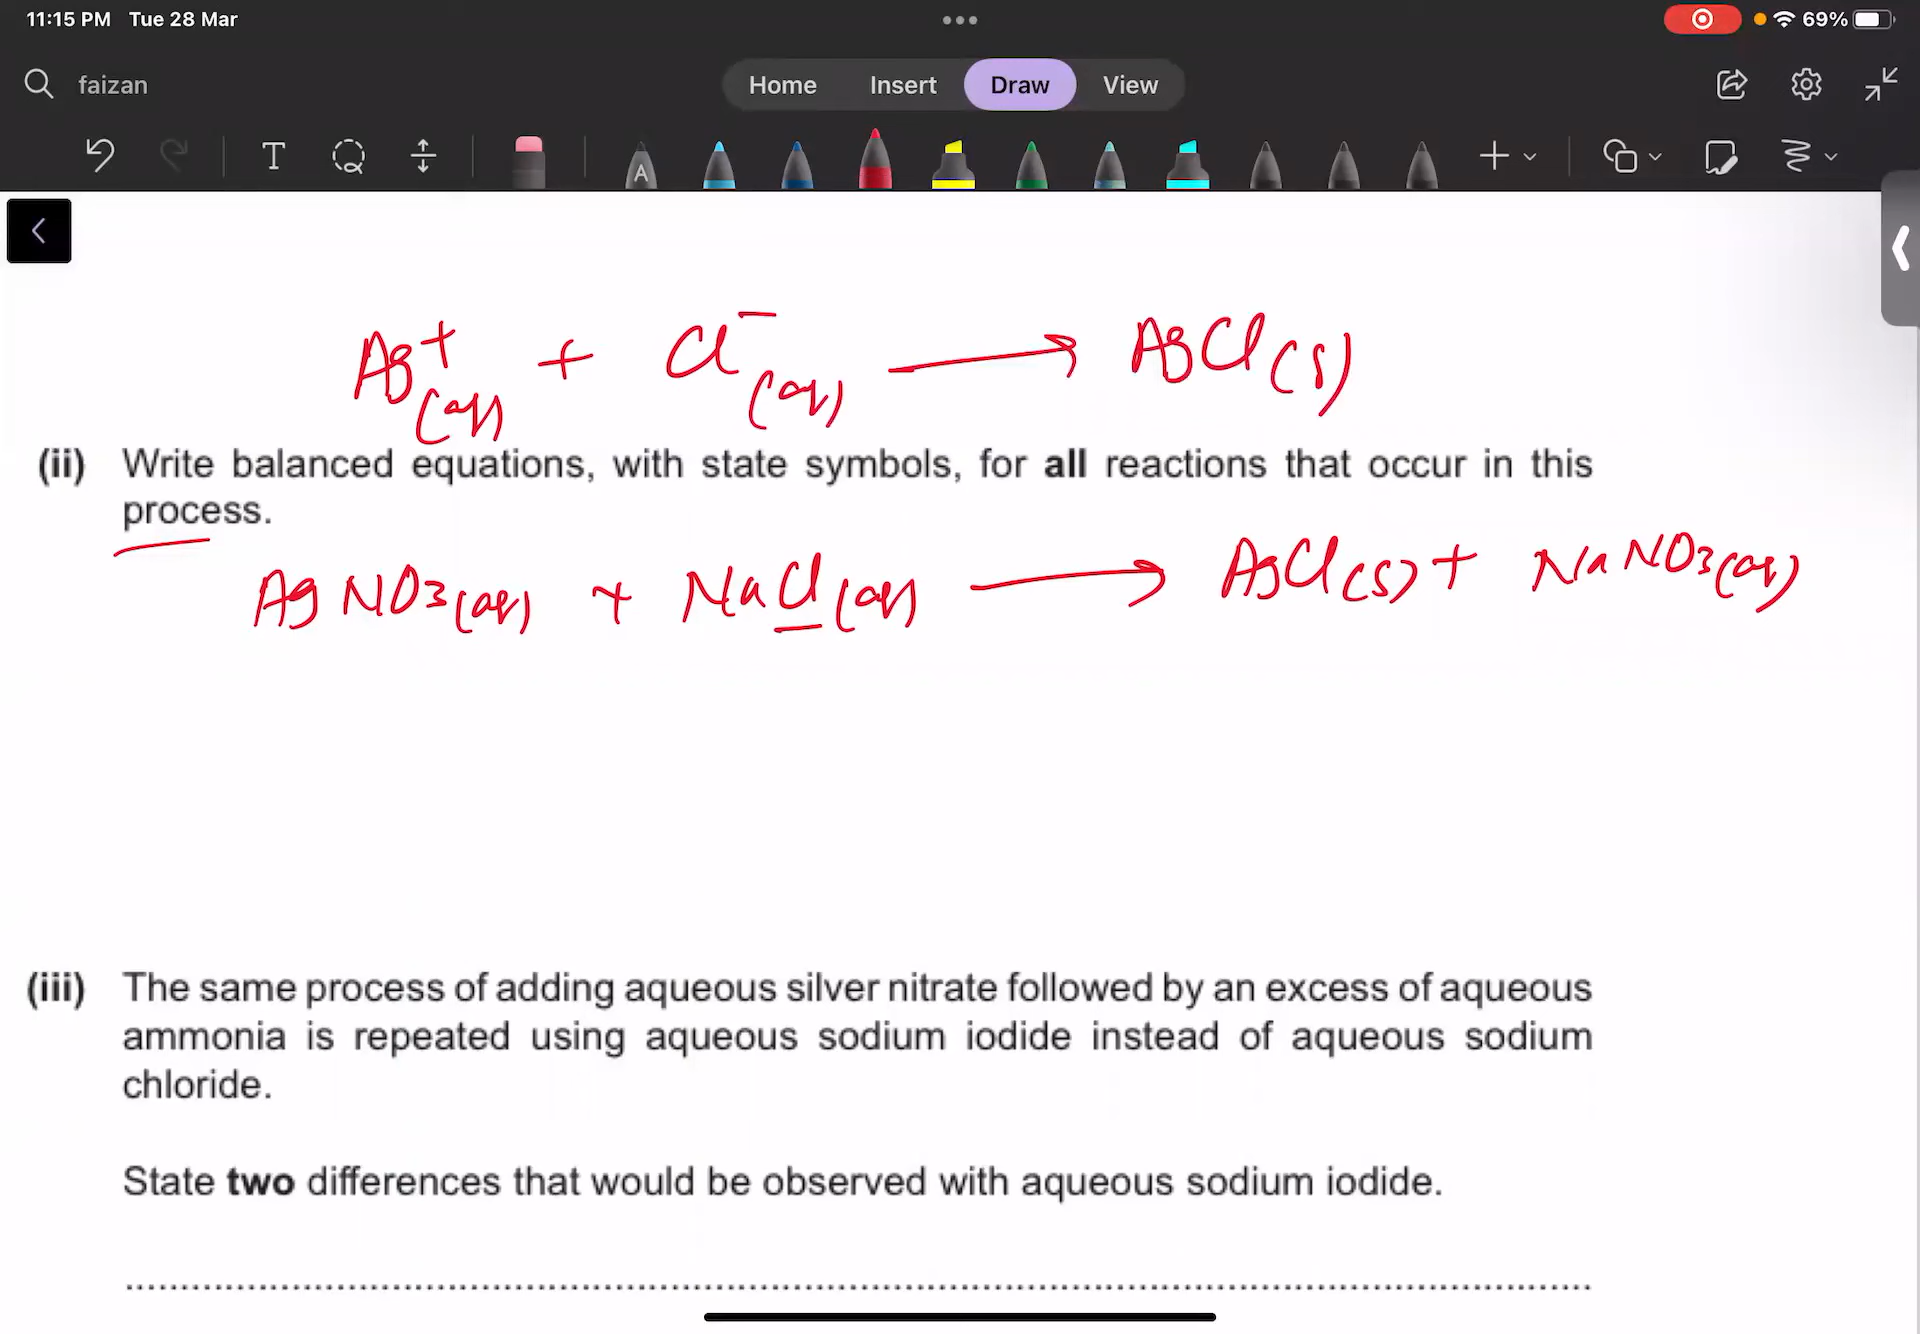 11:15 PM Tue 28 Mar
69%
faizan
Home Insert Draw View
T
A
Ag⁺(aq) + Cl⁻(aq) ⟶ AgCl(s)
(ii) Write balanced equations, with state symbols, for all reactions that occur in this
process.
AgNO3(aq) + NaCl(aq) ⟶ AgCl(s) + NaNO3(aq)
(iii) The same process of adding aqueous silver nitrate followed by an excess of aqueous
ammonia is repeated using aqueous sodium iodide instead of aqueous sodium
chloride.
State two differences that would be observed with aqueous sodium iodide.